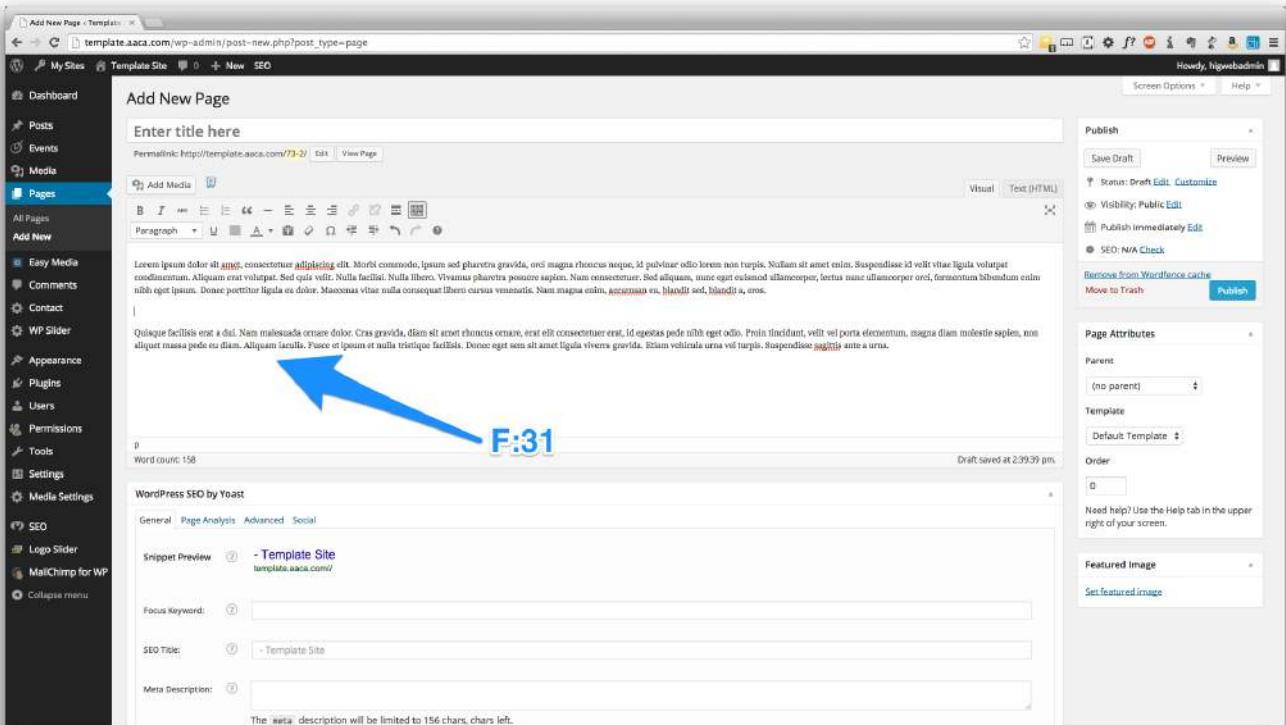 Add New Page ‹ Template
template.aaca.com/wp-admin/post-new.php?post_type=page
My Sites Template Site 0 + New SEO Howdy, higwebadmin
Screen Options Help
Dashboard
Posts
Events
Media
Pages
All Pages
Add New
Easy Media
Comments
Contact
WP Slider
Appearance
Plugins
Users
Permissions
Tools
Settings
Media Settings
SEO
Logo Slider
MailChimp for WP
Collapse menu
Add New Page
Enter title here
Permalink: http://template.aaca.com/73-2/ Edit View Page
Add Media
Visual Text (HTML)
B I ABC
Paragraph U A Ω
Lorem ipsum dolor sit amet, consectetuer adipiscing elit. Morbi commodo, ipsum sed pharetra gravida, orci magna rhoncus neque, id pulvinar odio lorem non turpis. Nullam sit amet enim. Suspendisse id velit vitae ligula volutpat
condimentum. Aliquam erat volutpat. Sed quis velit. Nulla facilisi. Nulla libero. Vivamus pharetra posuere sapien. Nam consectetuer. Sed aliquam, nunc eget euismod ullamcorper, lectus nunc ullamcorper orci, fermentum bibendum enim
nibh eget ipsum. Donec porttitor ligula eu dolor. Maecenas vitae nulla consequat libero cursus venenatis. Nam magna enim, accumsan eu, blandit sed, blandit a, eros.
Quisque facilisis erat a dui. Nam malesuada ornare dolor. Cras gravida, diam sit amet rhoncus ornare, erat elit consectetuer erat, id egestas pede nibh eget odio. Proin tincidunt, velit vel porta elementum, magna diam molestie sapien, non
aliquet massa pede eu diam. Aliquam iaculis. Fusce et ipsum et nulla tristique facilisis. Donec eget sem sit amet ligula viverra gravida. Etiam vehicula urna vel turpis. Suspendisse sagittis ante a urna.
F:31
p
Word count: 158 Draft saved at 2:39:39 pm.
WordPress SEO by Yoast
General Page Analysis Advanced Social
Snippet Preview ? - Template Site
template.aaca.com//
Focus Keyword: ?
SEO Title: ? - Template Site
Meta Description: ?
The meta description will be limited to 156 chars, chars left.
Publish
Save Draft Preview
Status: Draft Edit Customize
Visibility: Public Edit
Publish immediately Edit
SEO: N/A Check
Remove from Wordfence cache
Move to Trash Publish
Page Attributes
Parent
(no parent)
Template
Default Template
Order
0
Need help? Use the Help tab in the upper
right of your screen.
Featured Image
Set featured image